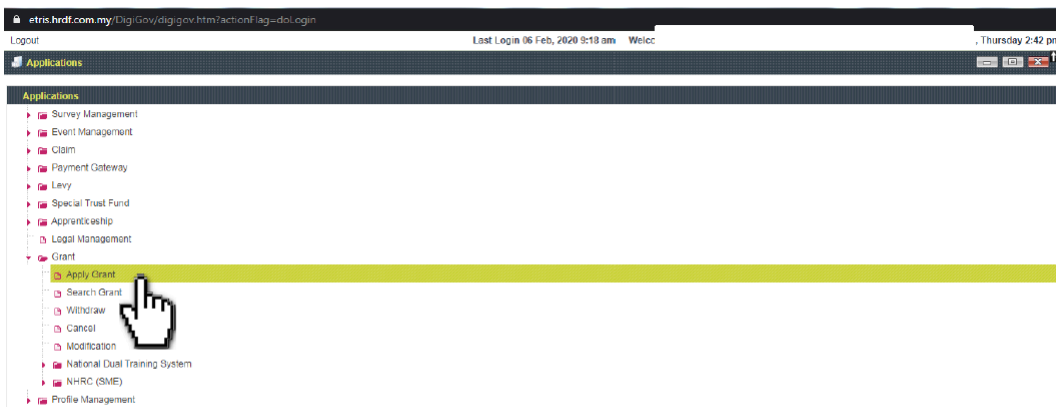 etris.hrdf.com.my/DigiGov/digigov.htm?actionFlag=doLogin
Logout Last Login 06 Feb, 2020 9:18 am Welcc , Thursday 2:42 pm
Applications
Applications
Survey Management
Event Management
Claim
Payment Gateway
Levy
Special Trust Fund
Apprenticeship
Legal Management
Grant
Apply Grant
Search Grant
Withdraw
Cancel
Modification
National Dual Training System
NHRC (SME)
Profile Management